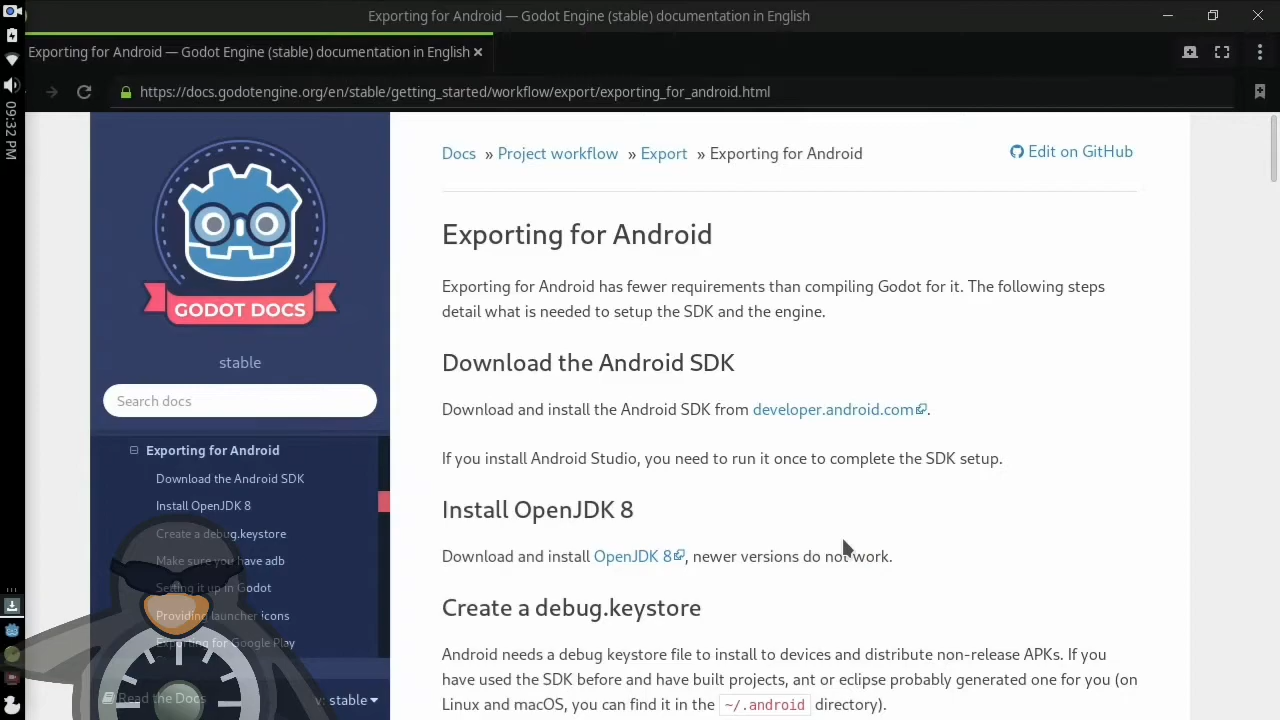 Exporting for Android — Godot Engine (stable) documentation in English
Exporting for Android — Godot Engine (stable) documentation in English ×
https://docs.godotengine.org/en/stable/getting_started/workflow/export/exporting_for_android.html
09:32 PM
GODOT DOCS
stable
Search docs
Exporting for Android
Download the Android SDK
Install OpenJDK 8
Create a debug.keystore
Make sure you have adb
Setting it up in Godot
Providing launcher icons
Exporting for Google Play
Read the Docs
v: stable
Docs » Project workflow » Export » Exporting for Android
Edit on GitHub
Exporting for Android
Exporting for Android has fewer requirements than compiling Godot for it. The following steps
detail what is needed to setup the SDK and the engine.
Download the Android SDK
Download and install the Android SDK from developer.android.com.
If you install Android Studio, you need to run it once to complete the SDK setup.
Install OpenJDK 8
Download and install OpenJDK 8, newer versions do not work.
Create a debug.keystore
Android needs a debug keystore file to install to devices and distribute non-release APKs. If you
have used the SDK before and have built projects, ant or eclipse probably generated one for you (on
Linux and macOS, you can find it in the ~/.android directory).